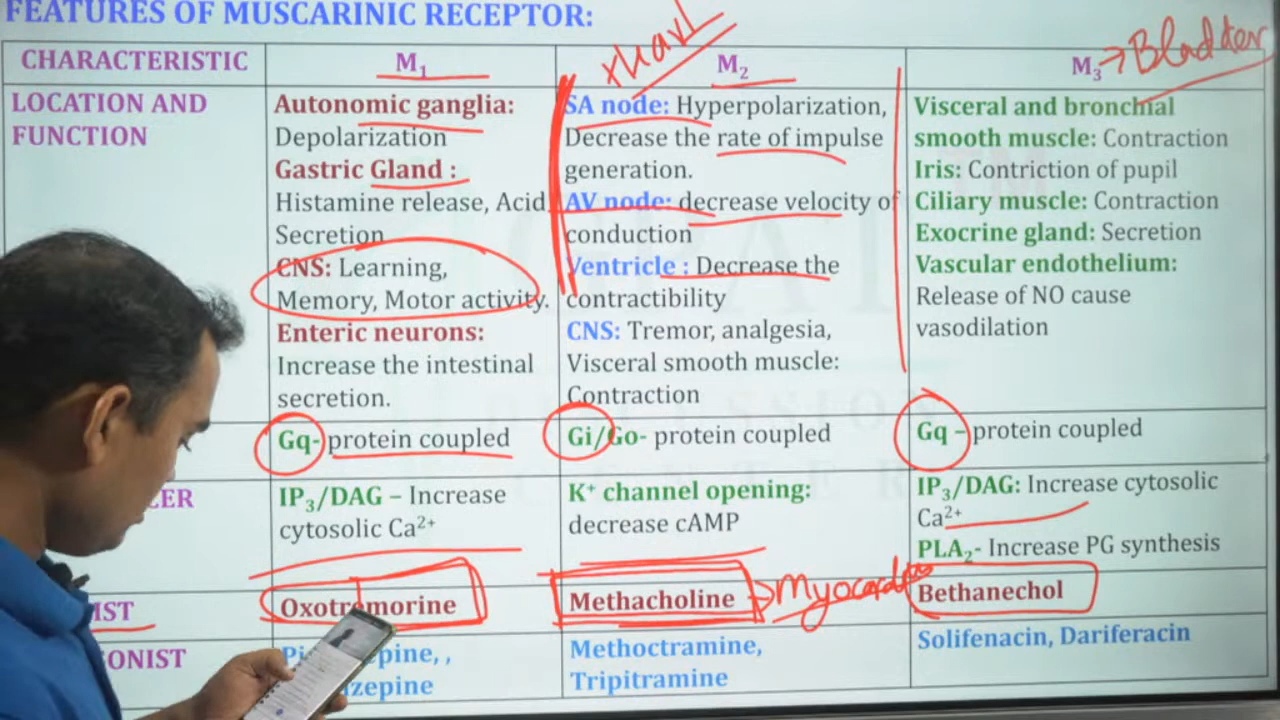 FEATURES OF MUSCARINIC RECEPTOR:
CHARACTERISTIC
M1
M2
M3
→Bladder
LOCATION AND
FUNCTION
Autonomic ganglia:
Depolarization
Gastric Gland :
Histamine release, Acid
Secretion
CNS: Learning,
Memory, Motor activity.
Enteric neurons:
Increase the intestinal
secretion.
SA node: Hyperpolarization,
Decrease the rate of impulse
generation.
AV node: decrease velocity of
conduction
Ventricle : Decrease the
contractibility
CNS: Tremor, analgesia,
Visceral smooth muscle:
Contraction
Visceral and bronchial
smooth muscle: Contraction
Iris: Contriction of pupil
Ciliary muscle: Contraction
Exocrine gland: Secretion
Vascular endothelium:
Release of NO cause
vasodilation
Gq- protein coupled
Gi/Go- protein coupled
Gq – protein coupled
IP3/DAG – Increase
cytosolic Ca2+
K+ channel opening:
decrease cAMP
IP3/DAG: Increase cytosolic
Ca2+
PLA2- Increase PG synthesis
Oxotremorine
Methacholine
Bethanechol
Methoctramine,
Tripitramine
Solifenacin, Dariferacin